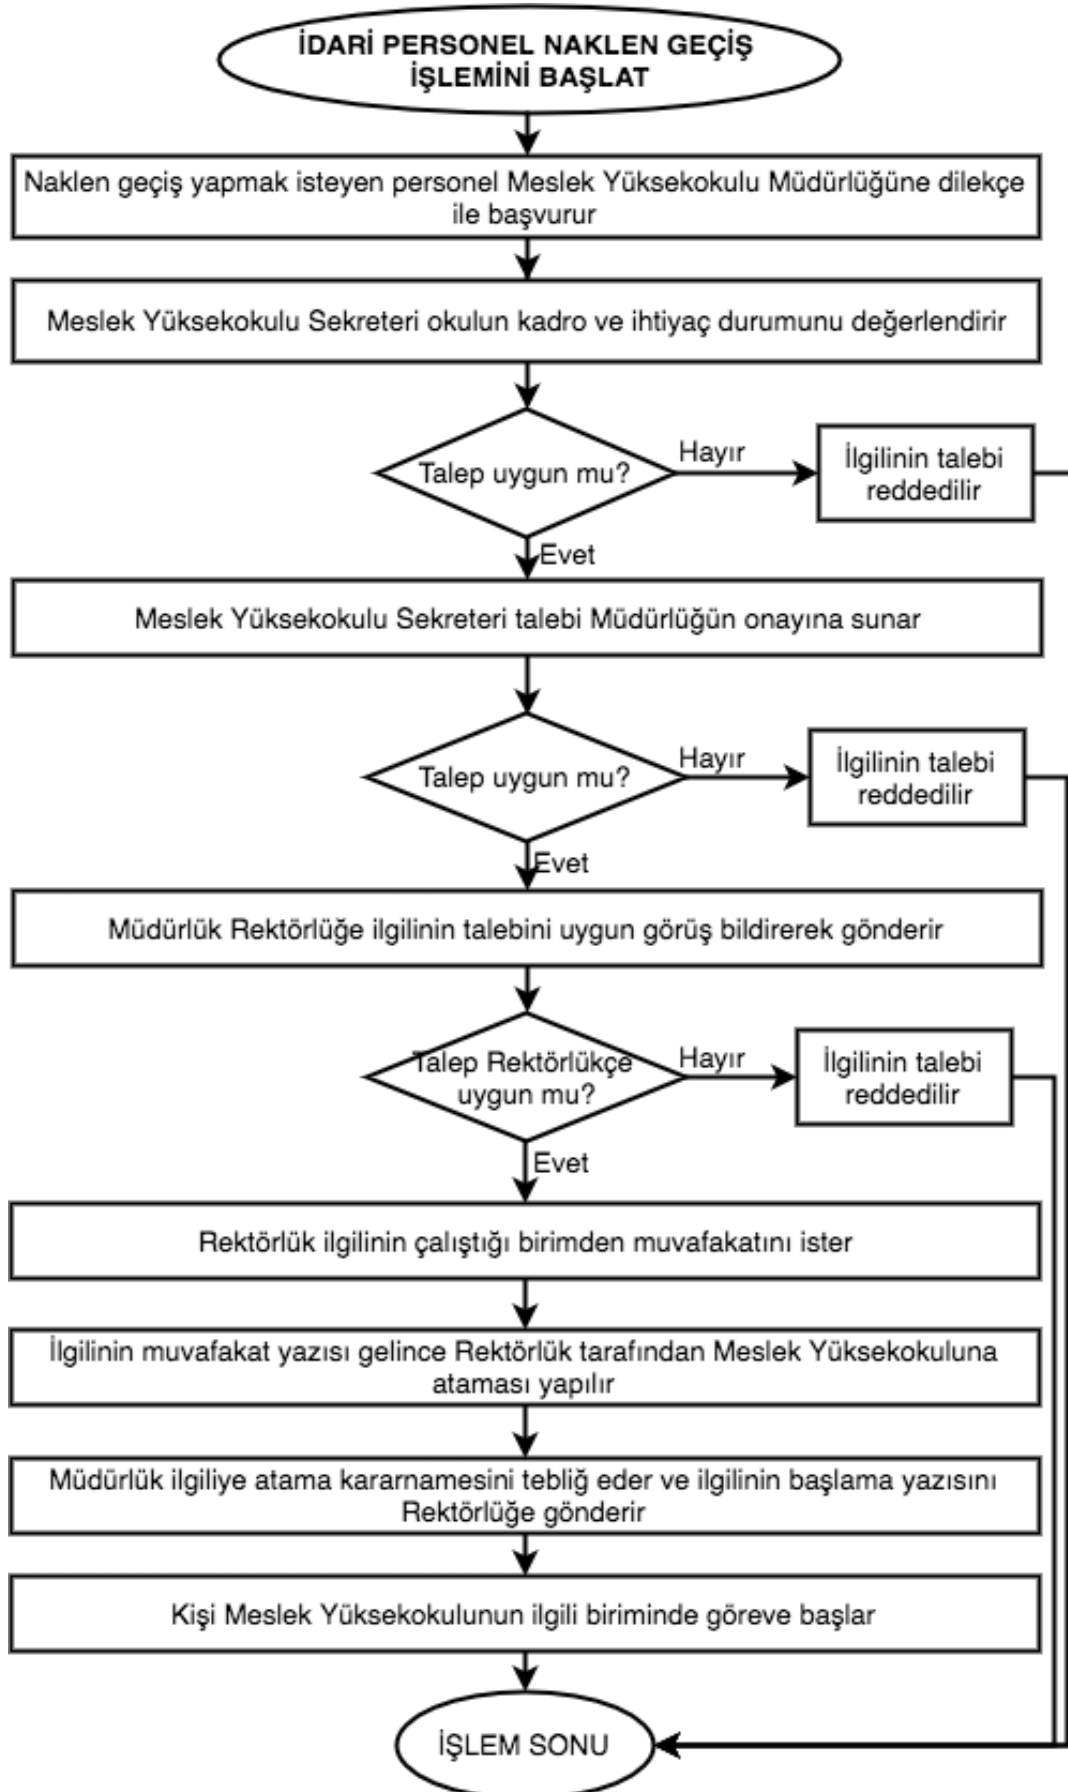 İDARİ PERSONEL NAKLEN GEÇİŞ
İŞLEMİNİ BAŞLAT
Naklen geçiş yapmak isteyen personel Meslek Yüksekokulu Müdürlüğüne dilekçe
ile başvurur
Meslek Yüksekokulu Sekreteri okulun kadro ve ihtiyaç durumunu değerlendirir
Talep uygun mu?
Hayır
İlgilinin talebi
reddedilir
Evet
Meslek Yüksekokulu Sekreteri talebi Müdürlüğün onayına sunar
Talep uygun mu?
Hayır
İlgilinin talebi
reddedilir
Evet
Müdürlük Rektörlüğe ilgilinin talebini uygun görüş bildirerek gönderir
Talep Rektörlükçe
uygun mu?
Hayır
İlgilinin talebi
reddedilir
Evet
Rektörlük ilgilinin çalıştığı birimden muvafakatını ister
İlgilinin muvafakat yazısı gelince Rektörlük tarafından Meslek Yüksekokuluna
ataması yapılır
Müdürlük ilgiliye atama kararnamesini tebliğ eder ve ilgilinin başlama yazısını
Rektörlüğe gönderir
Kişi Meslek Yüksekokulunun ilgili biriminde göreve başlar
İŞLEM SONU